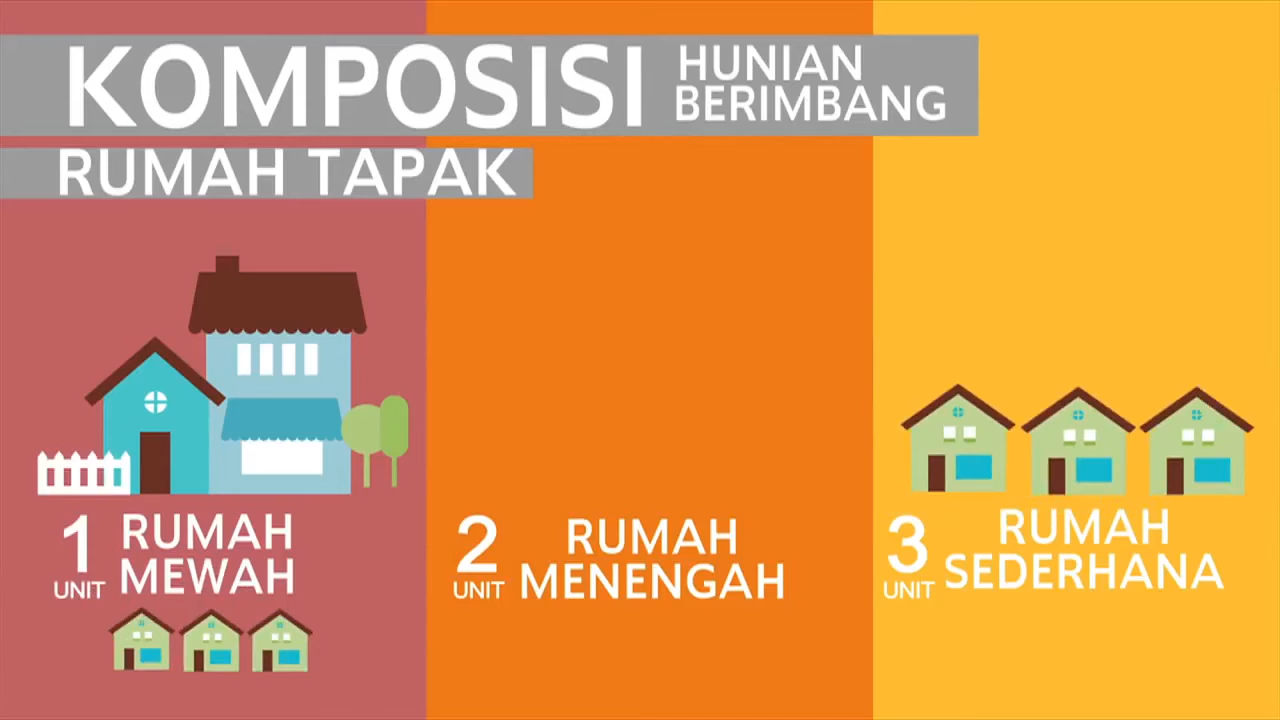 KOMPOSISI
HUNIAN
BERIMBANG
RUMAH TAPAK
1
UNIT
RUMAH
MEWAH
2
UNIT
RUMAH
MENENGAH
3
UNIT
RUMAH
SEDERHANA